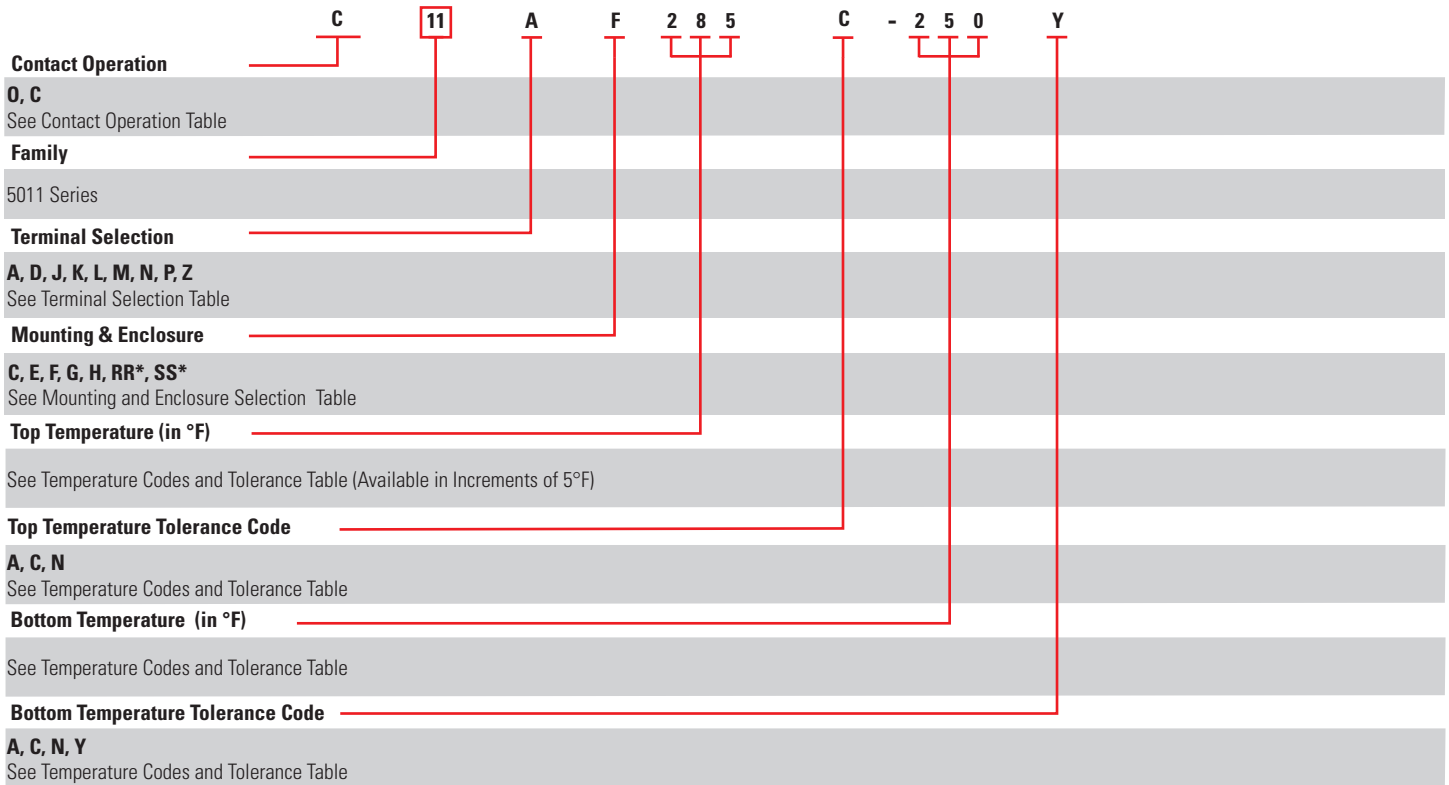 C 11 A F 2 8 5 C - 2 5 0 Y
Contact Operation
O, C
See Contact Operation Table
Family
5011 Series
Terminal Selection
A, D, J, K, L, M, N, P, Z
See Terminal Selection Table
Mounting & Enclosure
C, E, F, G, H, RR*, SS*
See Mounting and Enclosure Selection Table
Top Temperature (in °F)
See Temperature Codes and Tolerance Table (Available in Increments of 5°F)
Top Temperature Tolerance Code
A, C, N
See Temperature Codes and Tolerance Table
Bottom Temperature (in °F)
See Temperature Codes and Tolerance Table
Bottom Temperature Tolerance Code
A, C, N, Y
See Temperature Codes and Tolerance Table